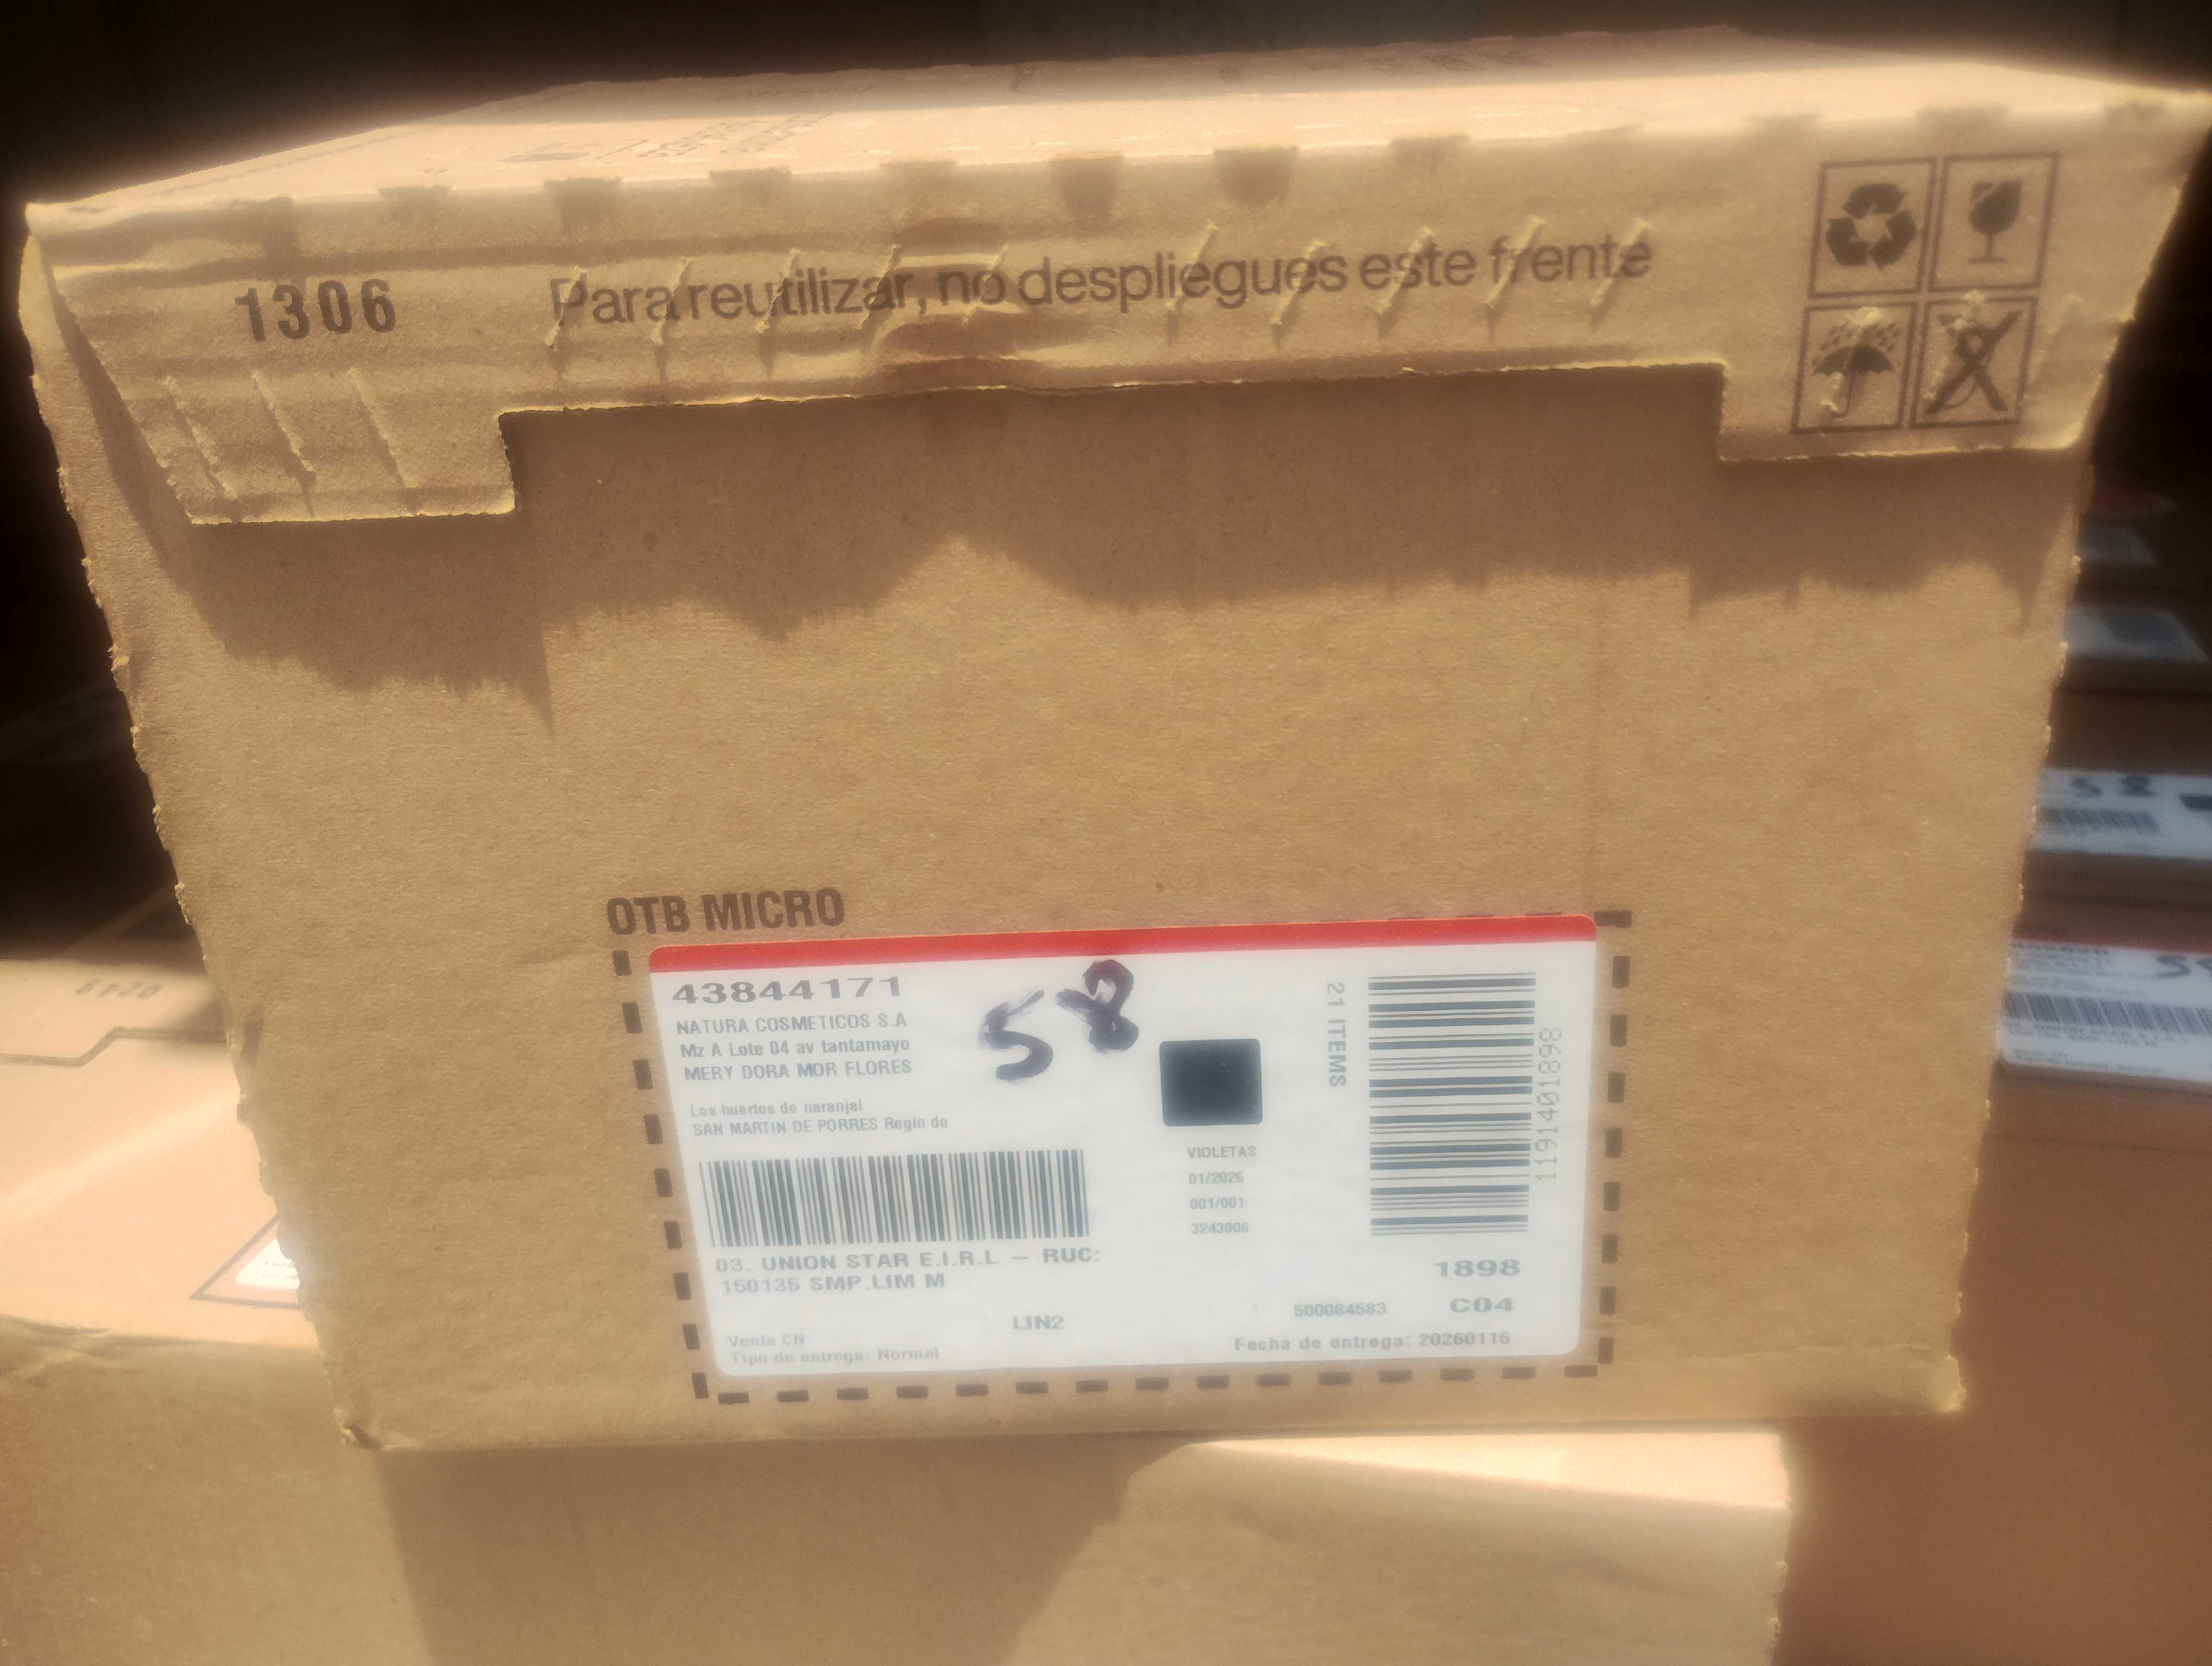 1306
Para reutilizar, no despliegues este frente
OTB MICRO
43844171
NATURA COSMETICOS S.A
Mz A Lote 04 av tantamayo
MERY DORA MOR FLORES
Los huertos de naranjal
SAN MARTIN DE PORRES Regin de
58
21 ITEMS
1191401898
VIOLETAS
01/2026
001/001
3243006
03. UNION STAR E.I.R.L – RUC:
150135 SMP.LIM M
1898
LIN2
500084583
C04
Venta CN
Tipo de entrega: Normal
Fecha de entrega: 20260116
58
0249